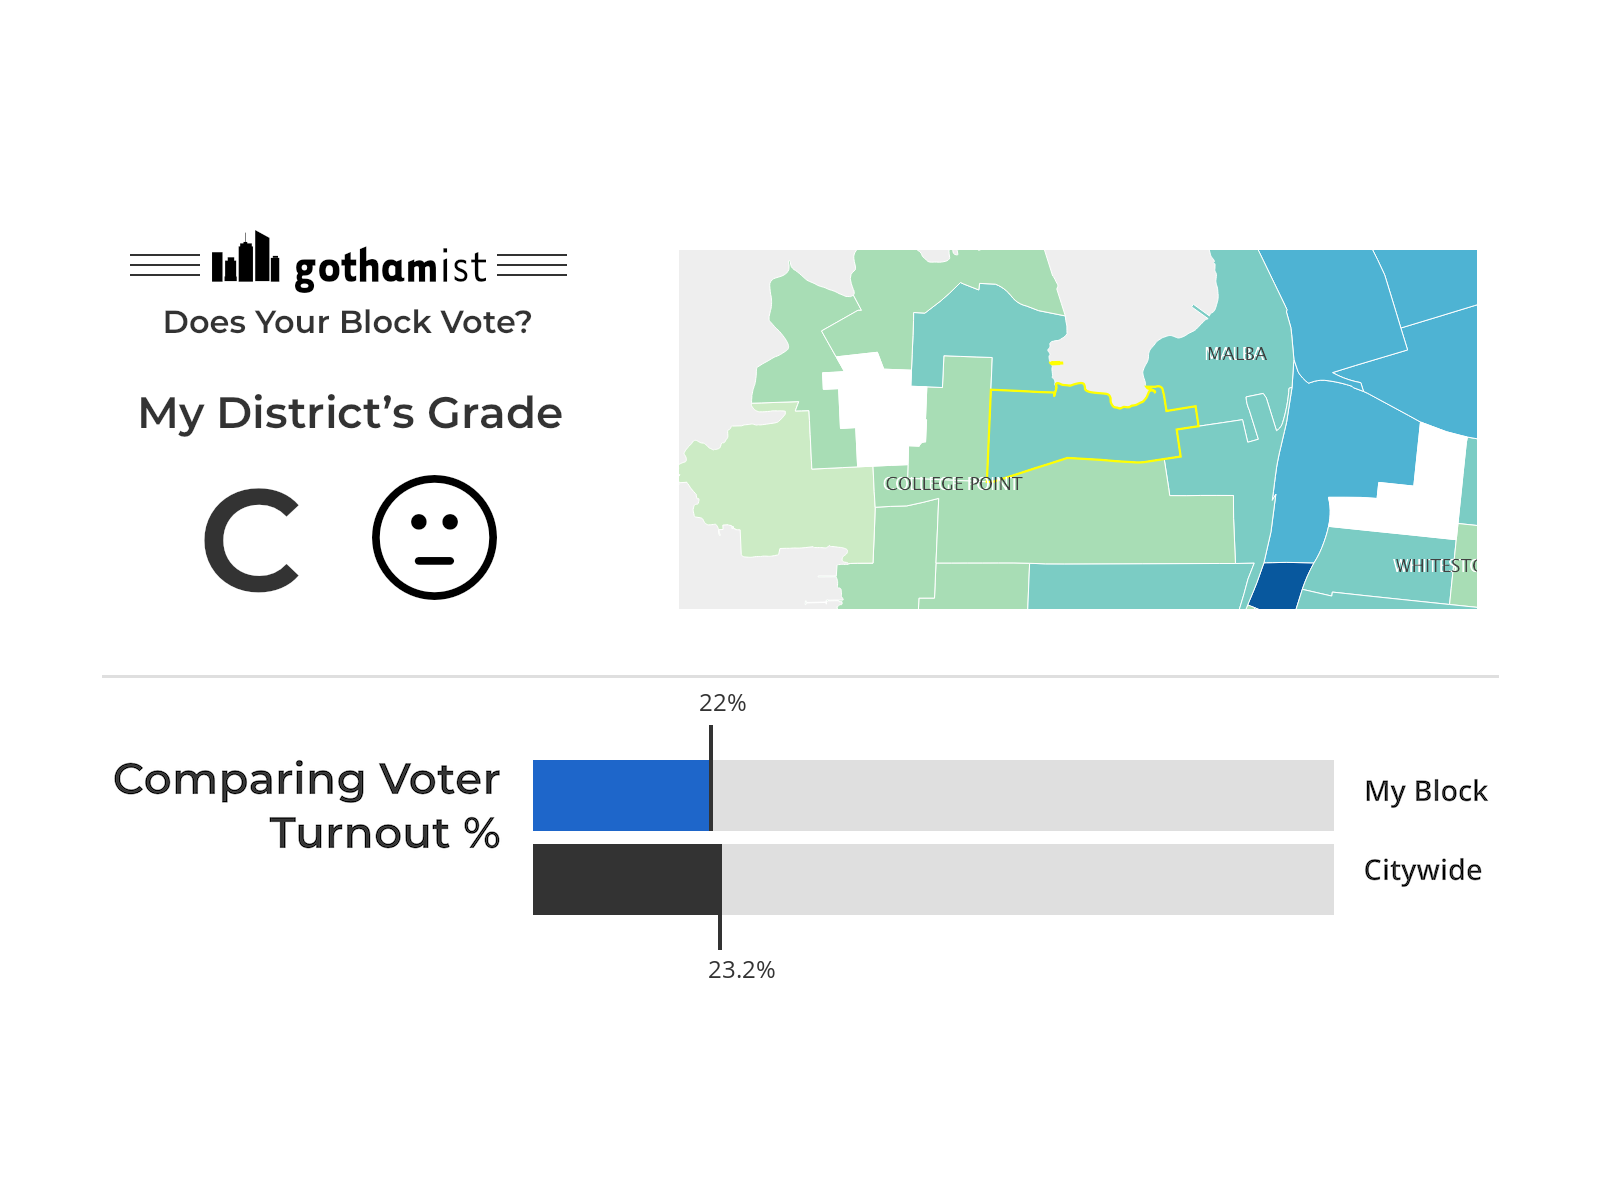 gothamist
Does Your Block Vote?
My District's Grade
C
MALBA
COLLEGE POINT
22%
Comparing Voter
Turnout %
My Block
Citywide
23.2%